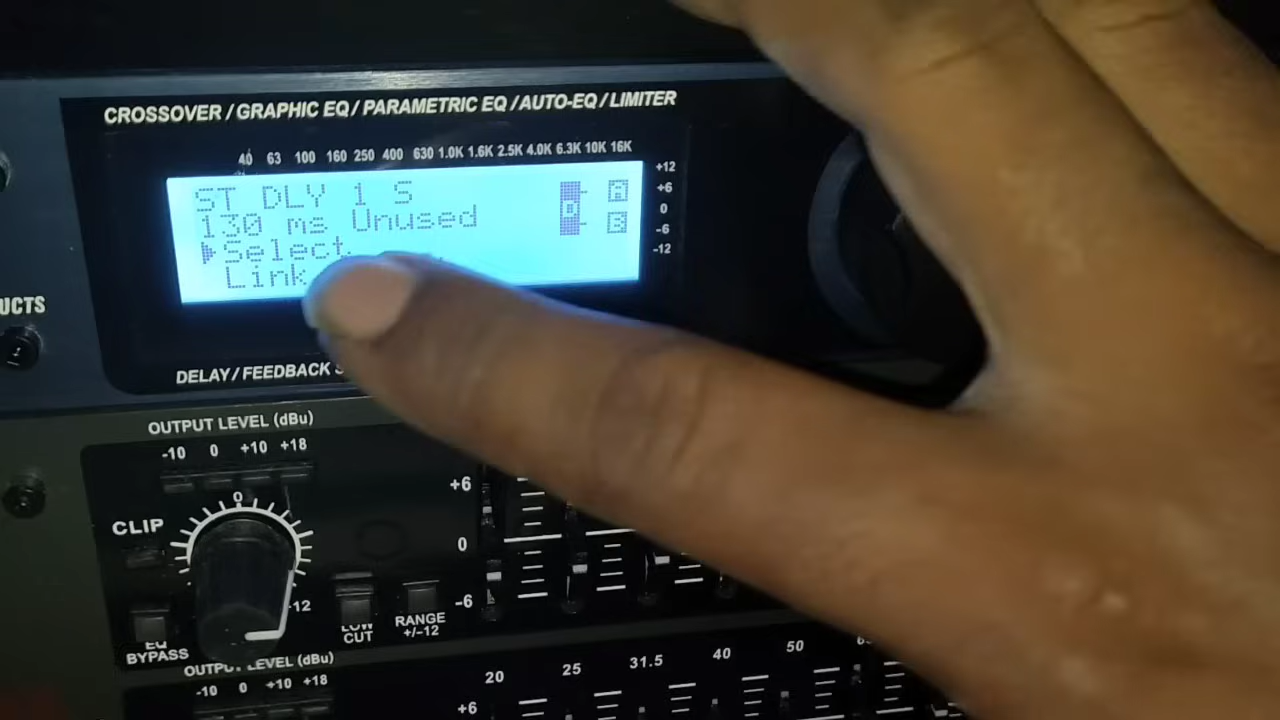 CROSSOVER / GRAPHIC EQ / PARAMETRIC EQ / AUTO-EQ / LIMITER
40 63 100 160 250 400 630 1.0K 1.6K 2.5K 4.0K 6.3K 10K 16K
+12
+6
0
-6
-12
ST DLY 1 S
130 ms Unused
Select
Link
A
B
UCTS
DELAY / FEEDBACK S
OUTPUT LEVEL (dBu)
-10 0 +10 +18
0
CLIP
-12
EQ
BYPASS
LOW
CUT
RANGE
+/-12
+6
0
-6
OUTPUT LEVEL (dBu)
-10 0 +10 +18
20 25 31.5 40 50
+6